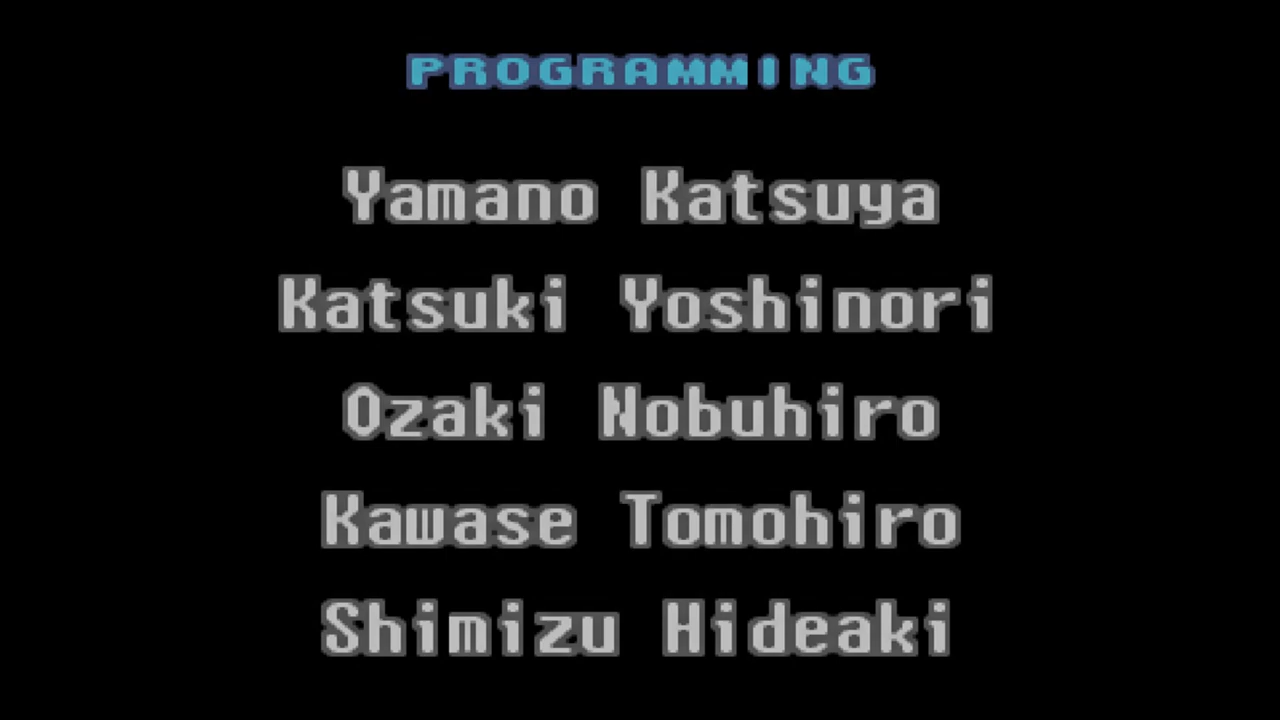 PROGRAMMING
Yamano Katsuya
Katsuki Yoshinori
Ozaki Nobuhiro
Kawase Tomohiro
Shimizu Hideaki